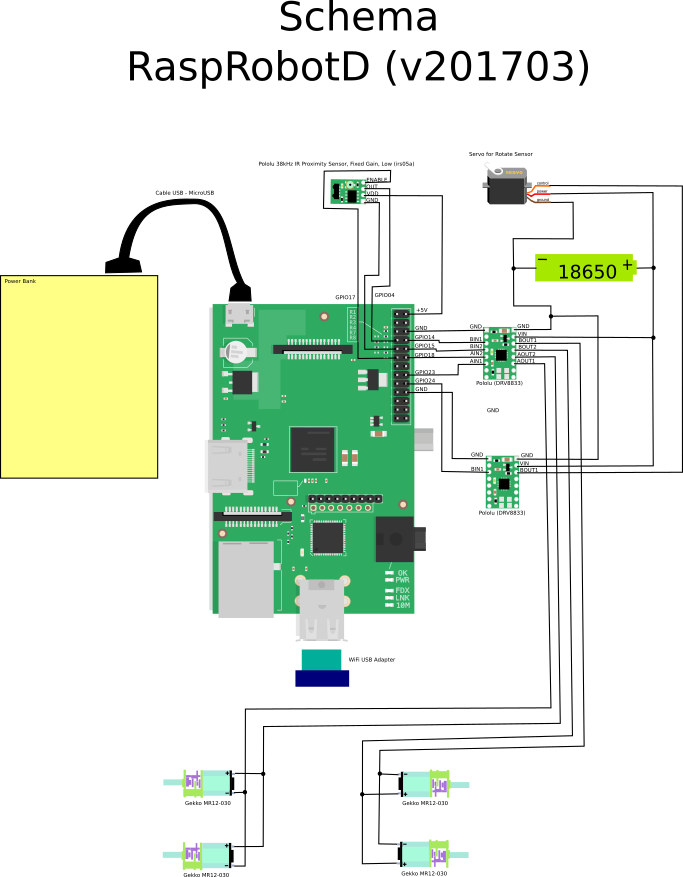 Schema
RaspRobotD (v201703)
Servo for Rotate Sensor
Pololu 38kHz IR Proximity Sensor, Fixed Gain, Low (irs05a)
ENABLE
OUT
VDD
GND
control
power
ground
Cable USB - MicroUSB
18650
Power Bank
GPIO17
GPIO04
+5V
GND
GPIO14
GPIO15
GPIO18
GPIO23
GPIO24
GND
GND
BIN1
BIN2
AIN2
AIN1
GND
VIN
BOUT1
BOUT2
AOUT2
AOUT1
Pololu (DRV8833)
GND
GND
BIN1
GND
VIN
BOUT1
Pololu (DRV8833)
OK
PWR
FDX
LNK
10M
WiFi USB Adapter
Gekko MR12-030
Gekko MR12-030
Gekko MR12-030
Gekko MR12-030